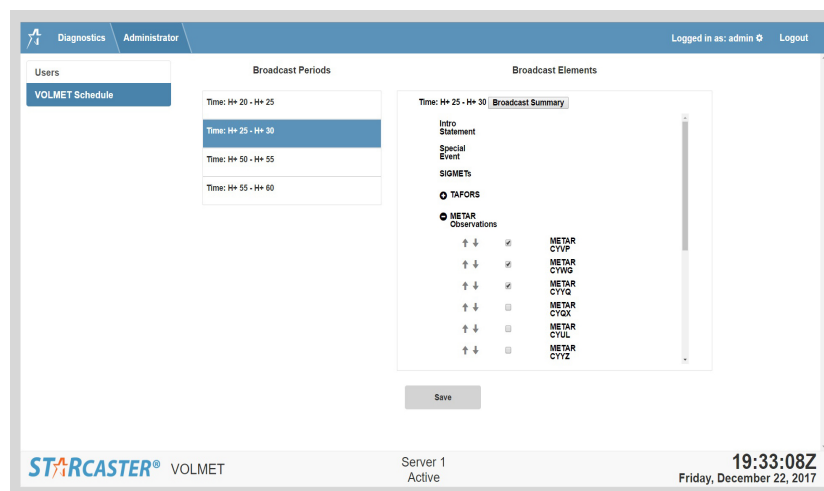 Diagnostics Administrator Logged in as: admin Logout
Users
VOLMET Schedule
Broadcast Periods
Time: H+ 20 - H+ 25
Time: H+ 25 - H+ 30
Time: H+ 50 - H+ 55
Time: H+ 55 - H+ 60
Broadcast Elements
Time: H+ 25 - H+ 30 Broadcast Summary
Intro
Statement
Special
Event
SIGMETs
TAFORS
METAR
Observations
METAR
CYVP
METAR
CYWG
METAR
CYYQ
METAR
CYQX
METAR
CYUL
METAR
CYYZ
Save
STARCASTER® VOLMET
Server 1
Active
19:33:08Z
Friday, December 22, 2017